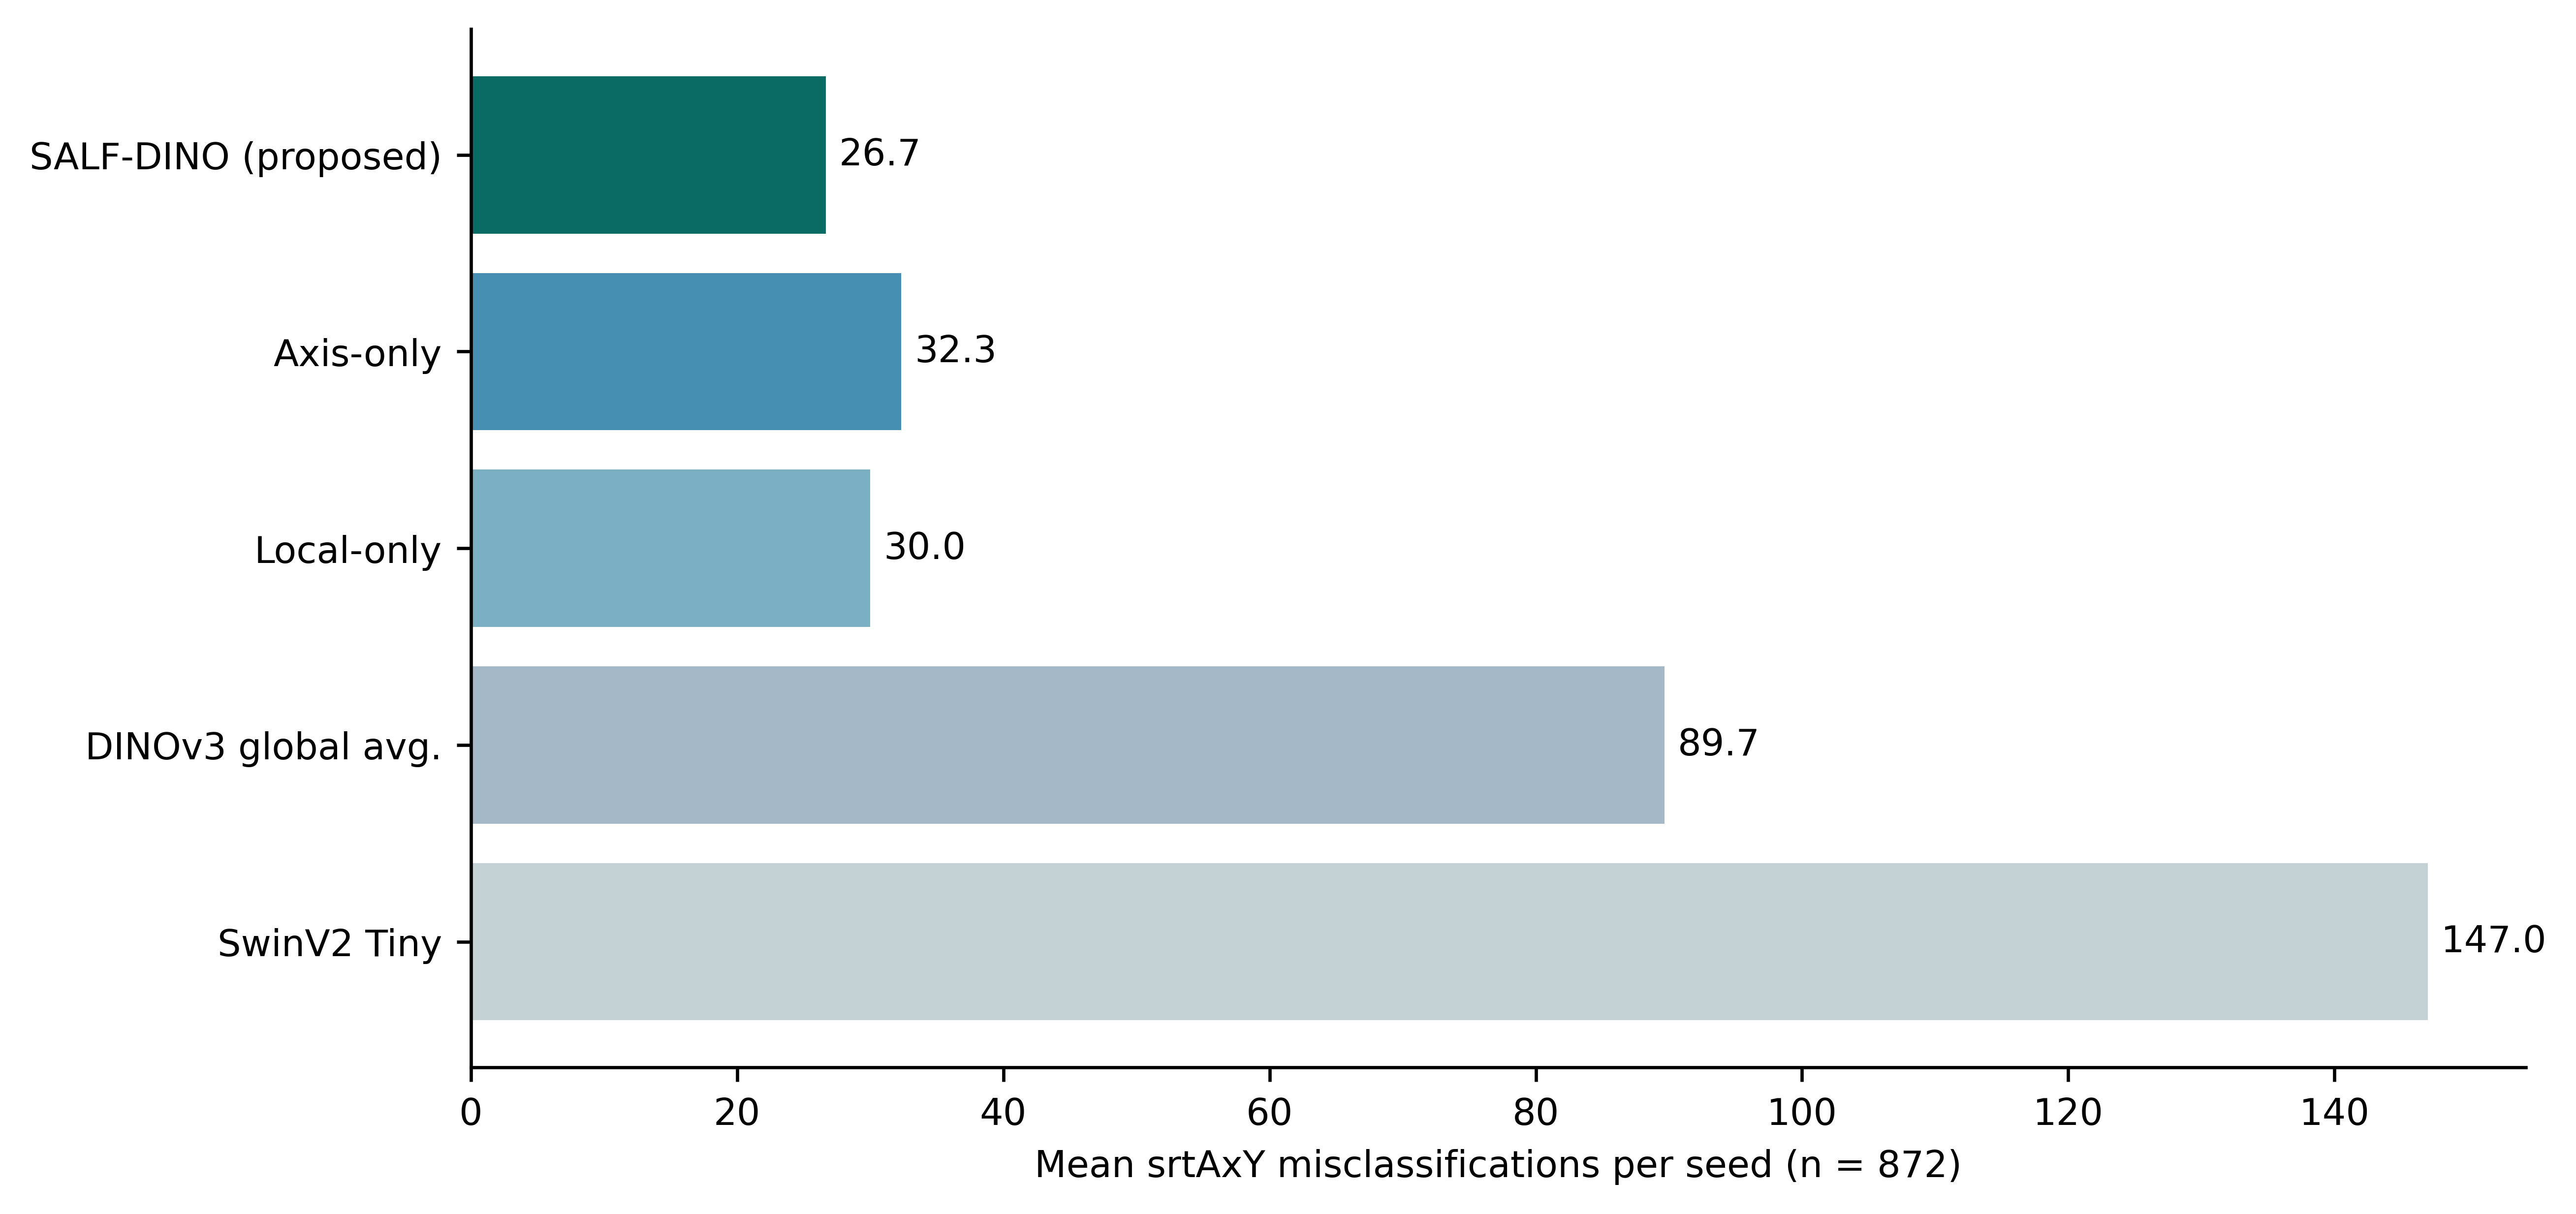 SALF-DINO (proposed)
26.7
Axis-only
32.3
Local-only
30.0
DINOv3 global avg.
89.7
SwinV2 Tiny
147.0
0 20 40 60 80 100 120 140
Mean srtAxY misclassifications per seed (n = 872)